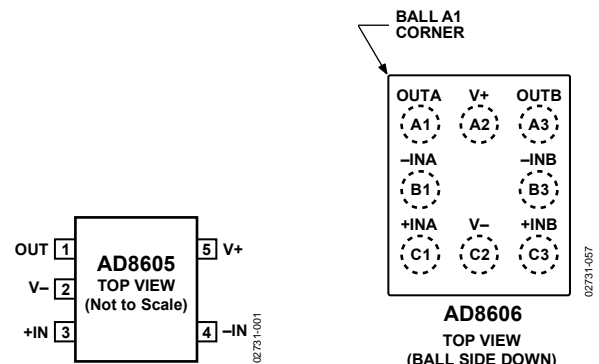 OUT 1
V– 2
+IN 3
AD8605
TOP VIEW
(Not to Scale)
5 V+
4 –IN
02731-001
BALL A1
CORNER
OUTA V+ OUTB
A1 A2 A3
–INA –INB
B1 B3
+INA V– +INB
C1 C2 C3
02731-057
AD8606
TOP VIEW
(BALL SIDE DOWN)